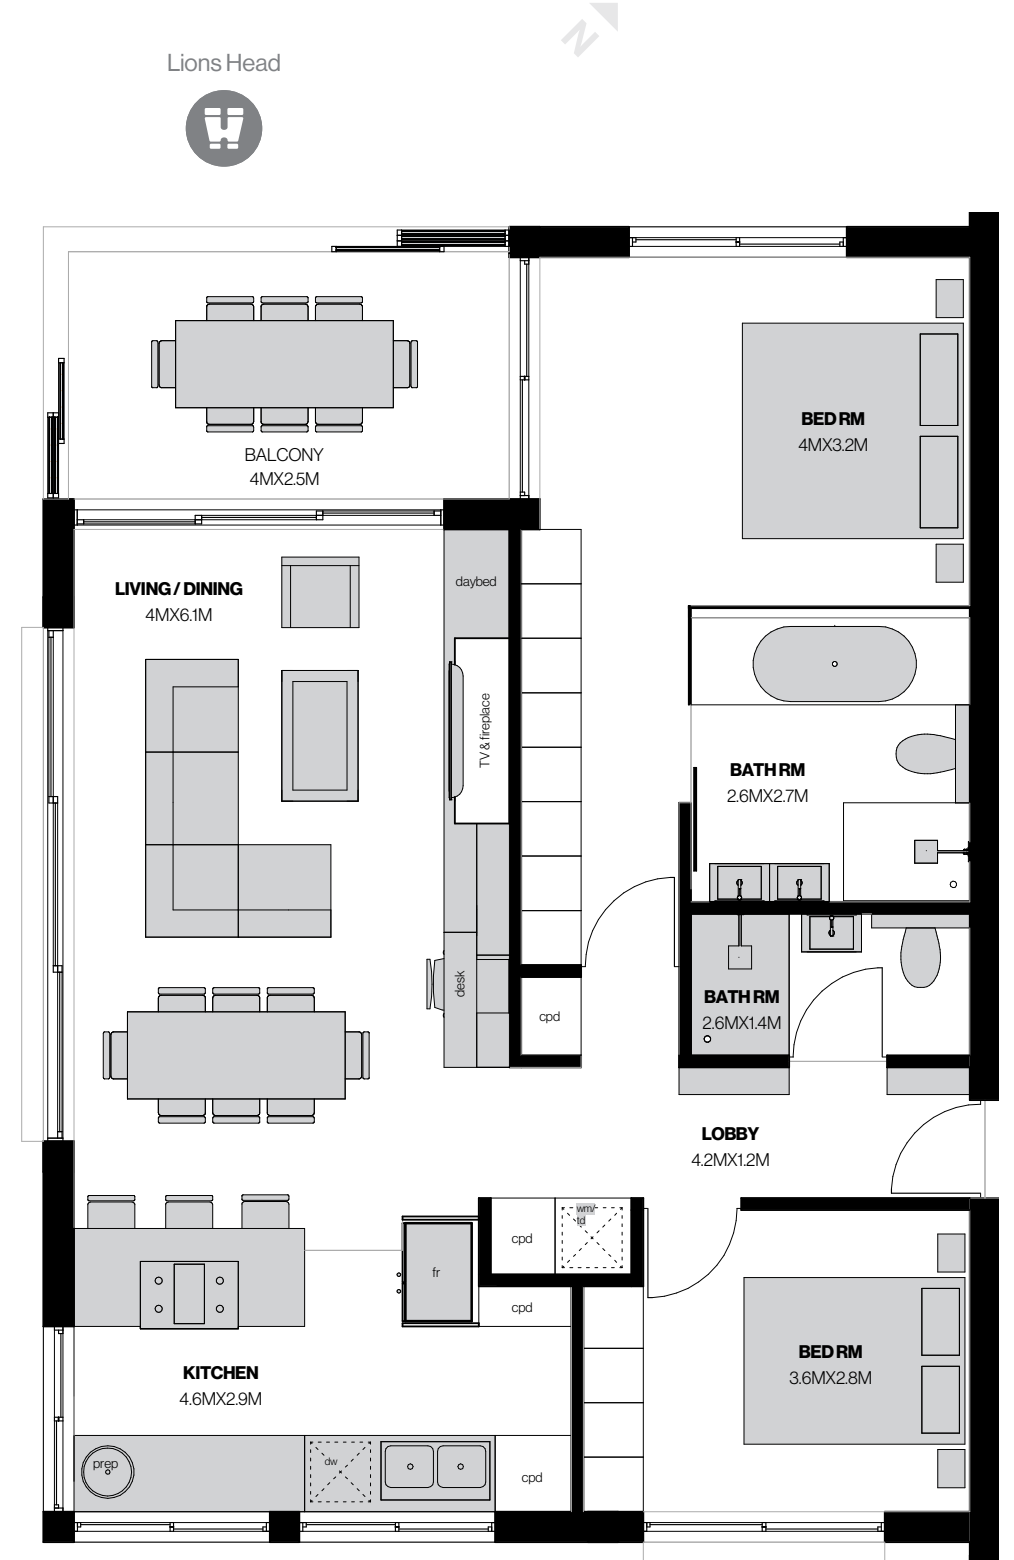 N
Lions Head
BALCONY
4MX2.5M
BED RM
4MX3.2M
LIVING / DINING
4MX6.1M
daybed
TV & fireplace
BATH RM
2.6MX2.7M
desk
cpd
BATH RM
2.6MX1.4M
LOBBY
4.2MX1.2M
cpd
wm/
td
fr
cpd
KITCHEN
4.6MX2.9M
BED RM
3.6MX2.8M
prep
dw
cpd